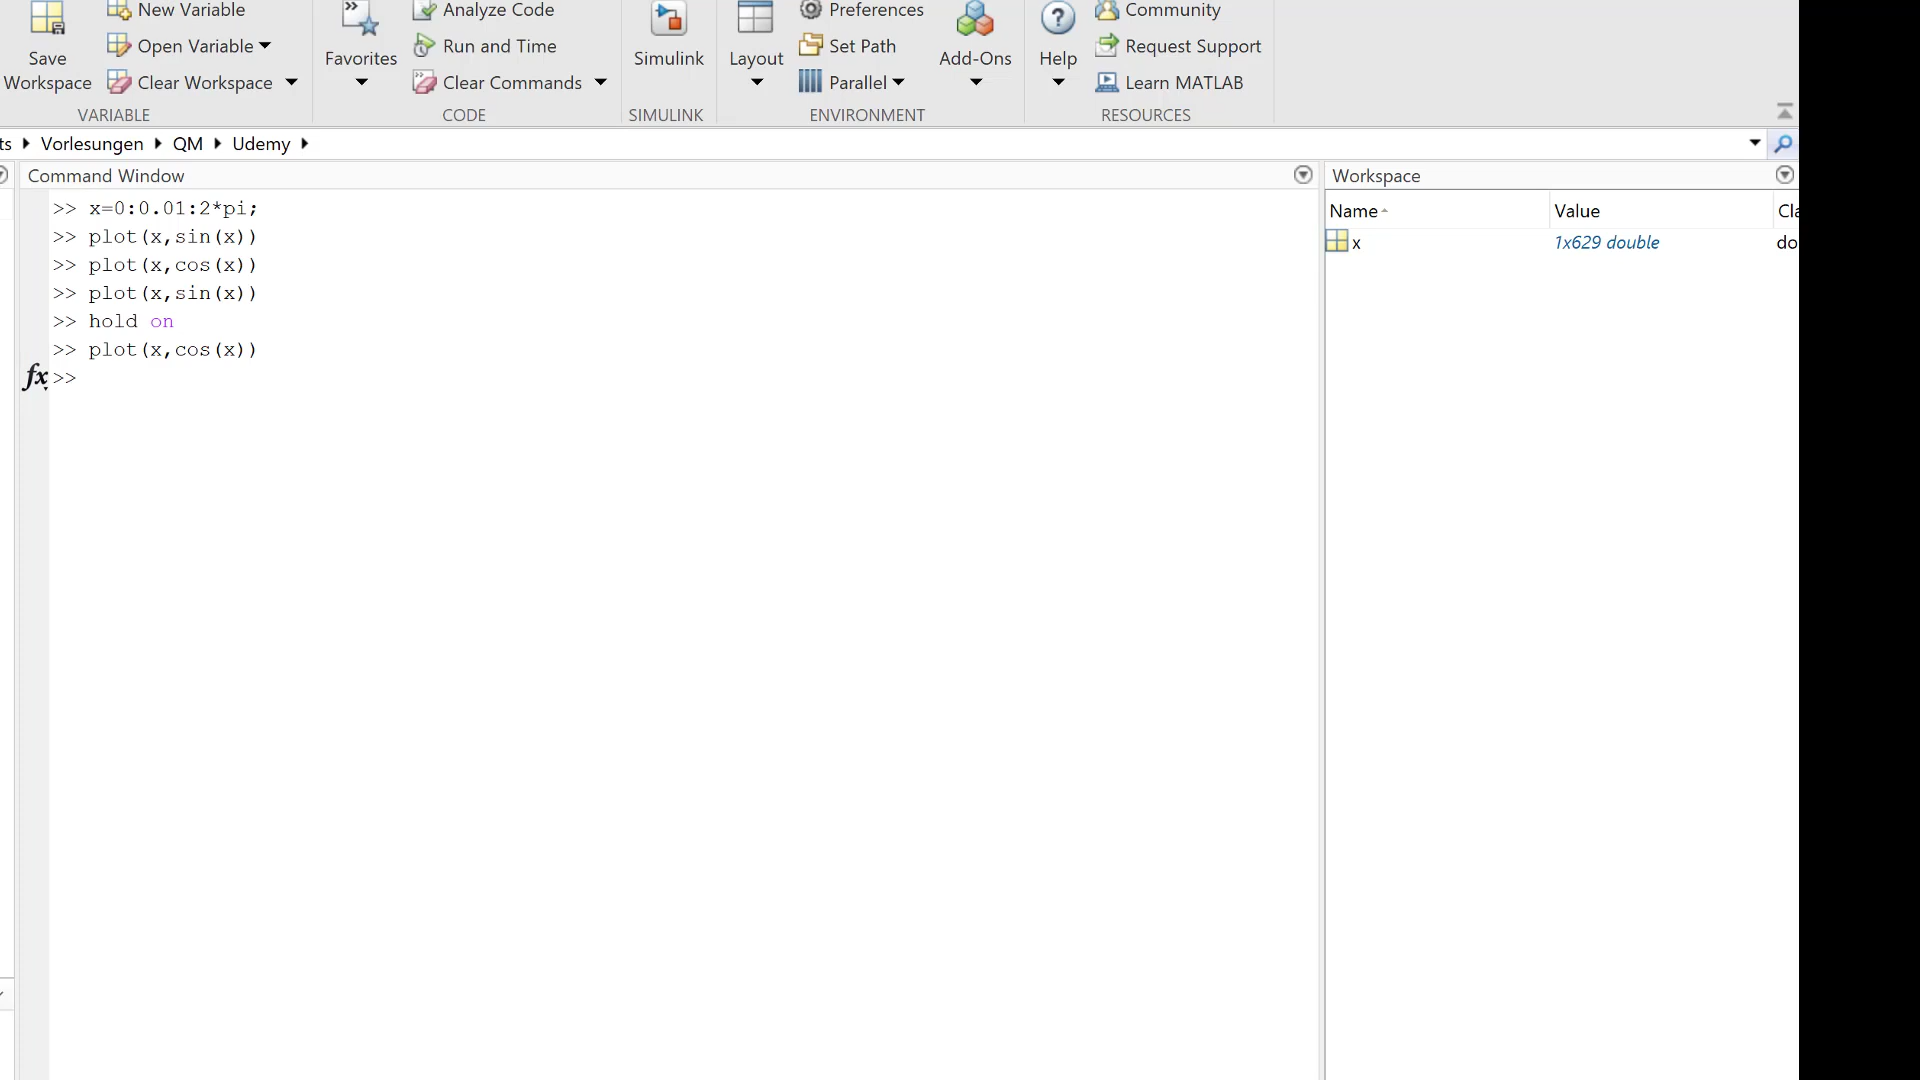 New Variable
Analyze Code
Preferences
Community
Save Workspace
Open Variable
Favorites
Run and Time
Simulink
Layout
Set Path
Add-Ons
Help
Request Support
Clear Workspace
Clear Commands
Parallel
Learn MATLAB
VARIABLE
CODE
SIMULINK
ENVIRONMENT
RESOURCES
ts Vorlesungen QM Udemy
Command Window
>> x=0:0.01:2*pi;
>> plot(x,sin(x))
>> plot(x,cos(x))
>> plot(x,sin(x))
>> hold on
>> plot(x,cos(x))
fx >>
Workspace
Name Value Cla
x 1x629 double do